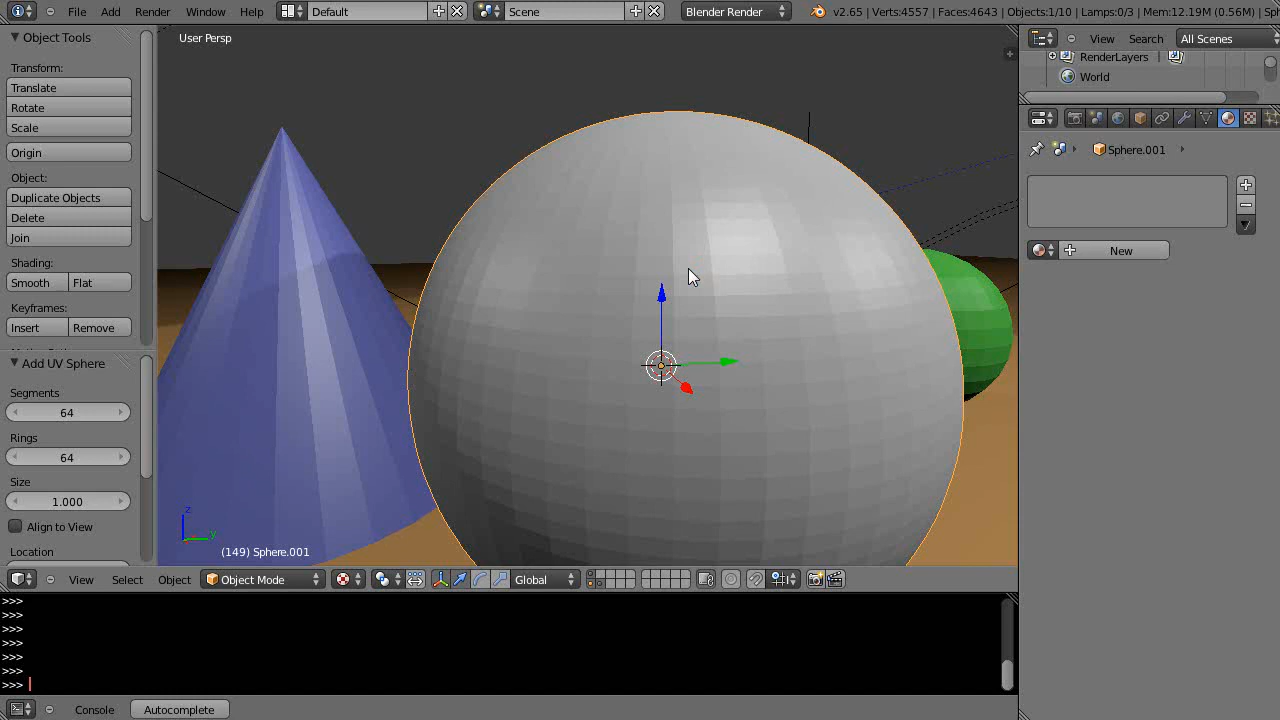 File Add Render Window Help Default Scene Blender Render v2.65 | Verts:4557 | Faces:4643 | Objects:1/10 | Lamps:0/3 | Mem:12.19M (0.56M) |
Object Tools
Transform:
Translate
Rotate
Scale
Origin
Object:
Duplicate Objects
Delete
Join
Shading:
Smooth Flat
Keyframes:
Insert Remove
Add UV Sphere
Segments
64
Rings
64
Size
1.000
Align to View
Location
User Persp
z
y
(149) Sphere.001
View Select Object Object Mode Global
>>>
>>>
>>>
>>>
>>>
>>>
>>>
Console Autocomplete
View Search All Scenes
RenderLayers |
World
Sphere.001
New